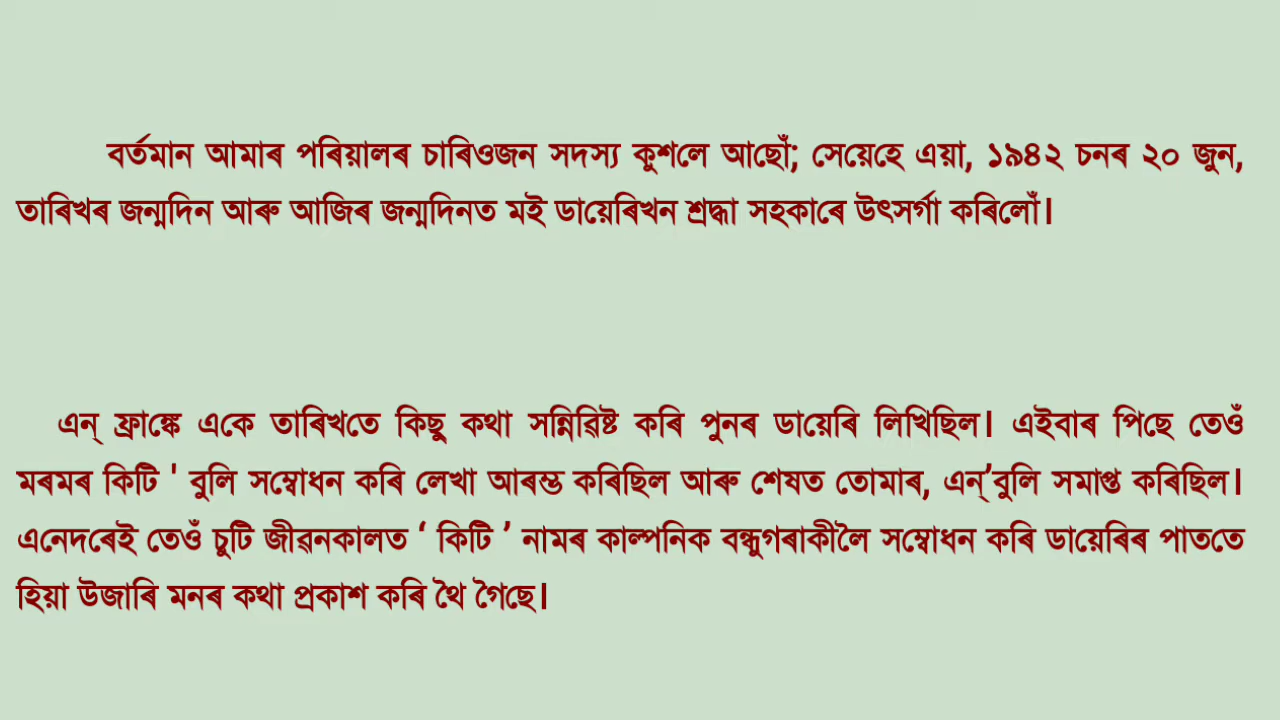 বৰ্তমান আমাৰ পৰিয়ালৰ চাৰিওজন সদস্য কুশলে আছোঁ; সেয়েহে এয়া, ১৯৪২ চনৰ ২০ জুন,
তাৰিখৰ জন্মদিন আৰু আজিৰ জন্মদিনত মই ডায়েৰিখন শ্ৰদ্ধা সহকাৰে উৎসৰ্গা কৰিলোঁ।
এন্ ফ্ৰাঙ্কে একে তাৰিখতে কিছু কথা সন্নিৱিষ্ট কৰি পুনৰ ডায়েৰি লিখিছিল। এইবাৰ পিছে তেওঁ
মৰমৰ কিটি ' বুলি সম্বোধন কৰি লেখা আৰম্ভ কৰিছিল আৰু শেষত তোমাৰ, এন্’বুলি সমাপ্ত কৰিছিল।
এনেদৰেই তেওঁ চুটি জীৱনকালত ‘ কিটি ’ নামৰ কাল্পনিক বন্ধুগৰাকীলৈ সম্বোধন কৰি ডায়েৰিৰ পাততে
হিয়া উজাৰি মনৰ কথা প্ৰকাশ কৰি থৈ গৈছে।